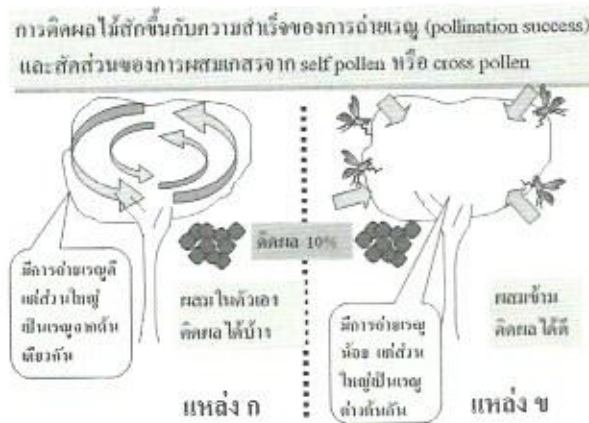 การติดผลไม้สักขึ้นกับความสำเร็จของการถ่ายเรณู (pollination success)
และสัดส่วนของการผสมเกสรจาก self pollen หรือ cross pollen
มีการถ่ายเรณูดี
แต่ส่วนใหญ่
เป็นเรณูจากต้น
เดียวกัน
ติดผล 10%
ผสมในตัวเอง
ติดผลได้บ้าง
แหล่ง ก
มีการถ่ายเรณู
น้อย แต่ส่วน
ใหญ่เป็นเรณู
ต่างต้นกัน
ผสมข้าม
ติดผลได้ดี
แหล่ง ข